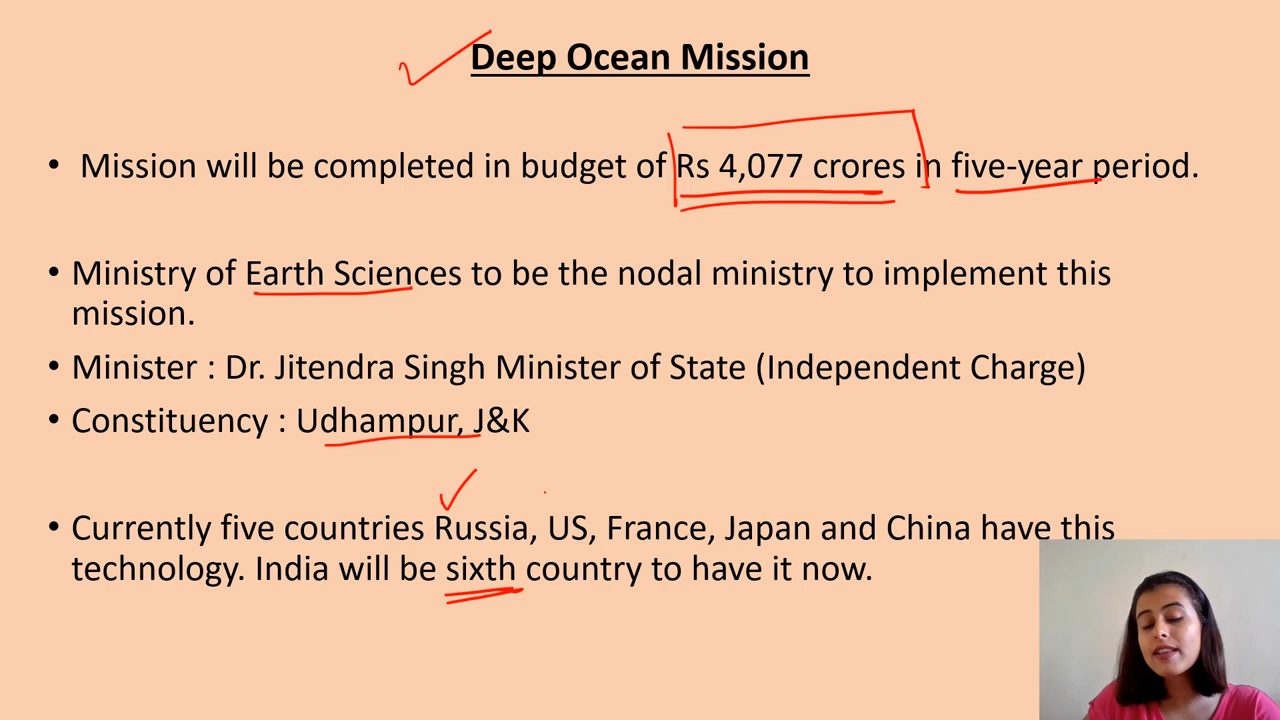 Deep Ocean Mission
• Mission will be completed in budget of Rs 4,077 crores in five-year period.
• Ministry of Earth Sciences to be the nodal ministry to implement this
mission.
• Minister : Dr. Jitendra Singh Minister of State (Independent Charge)
• Constituency : Udhampur, J&K
• Currently five countries Russia, US, France, Japan and China have this
technology. India will be sixth country to have it now.